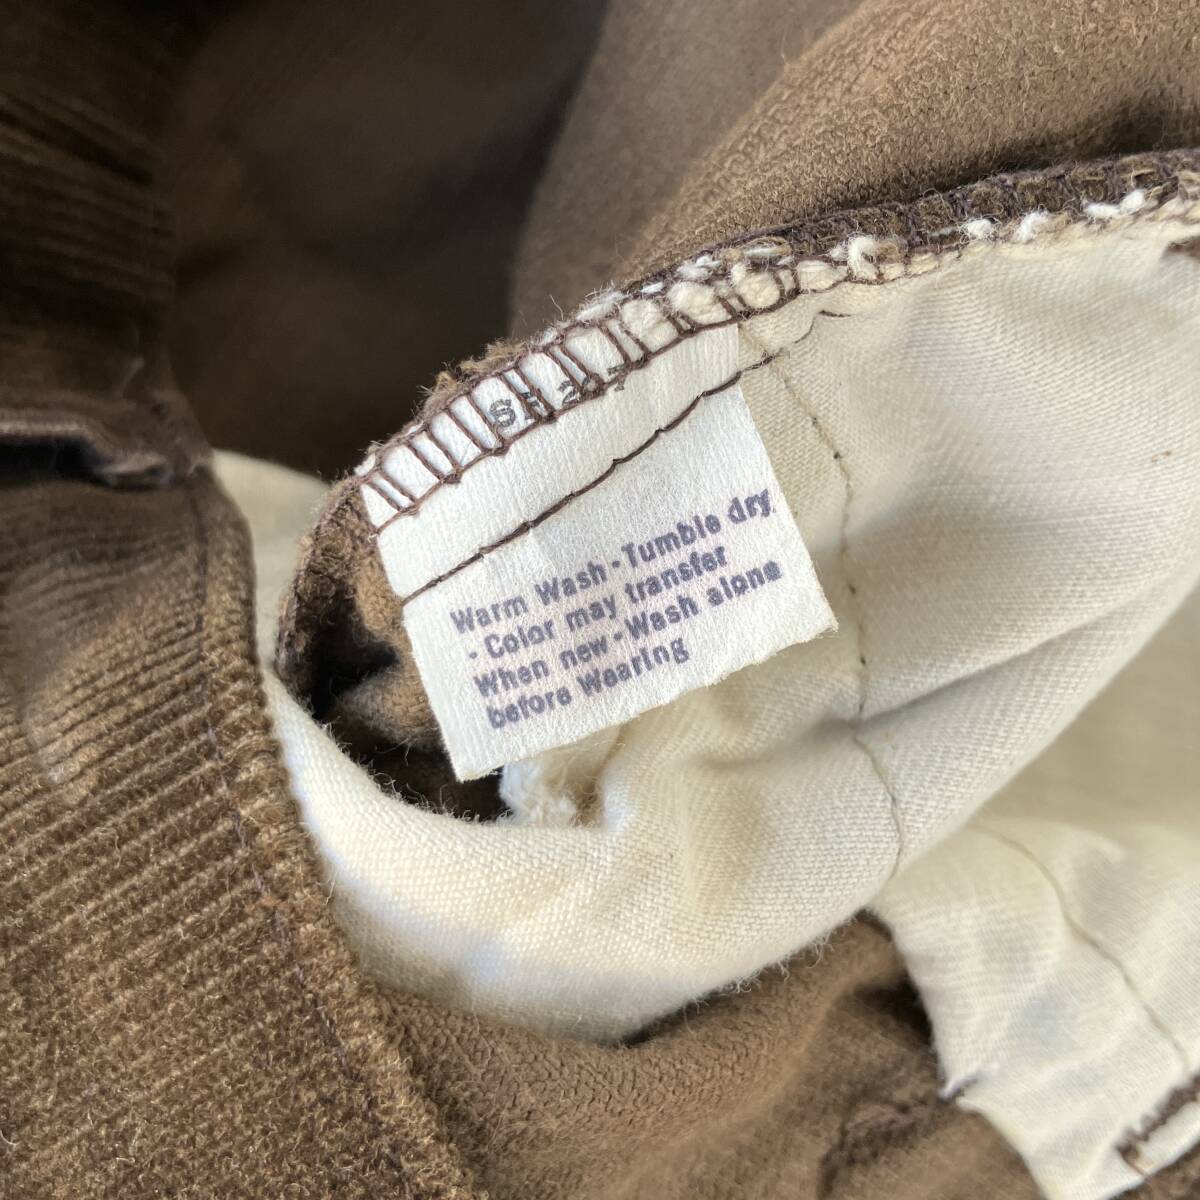 Warm Wash · Tumble dry
· Color may transfer
When new · Wash alone
before Wearing